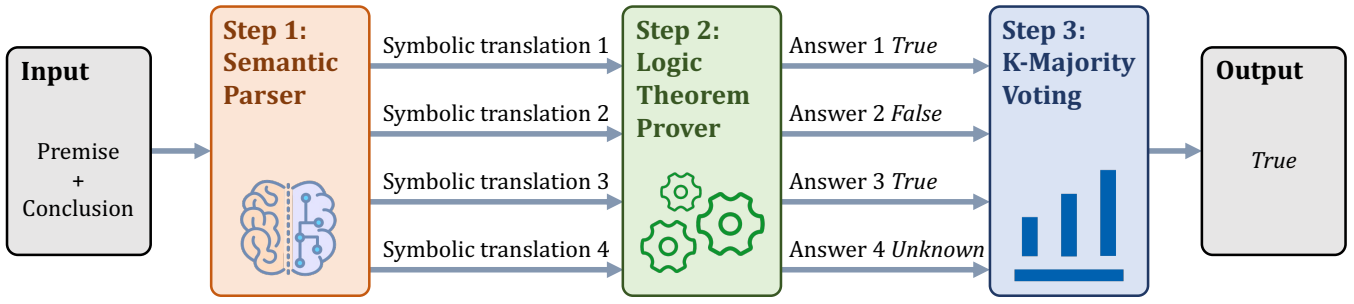 Input
Premise
+
Conclusion
Step 1:
Semantic
Parser
Symbolic translation 1
Symbolic translation 2
Symbolic translation 3
Symbolic translation 4
Step 2:
Logic
Theorem
Prover
Answer 1 True
Answer 2 False
Answer 3 True
Answer 4 Unknown
Step 3:
K-Majority
Voting
Output
True